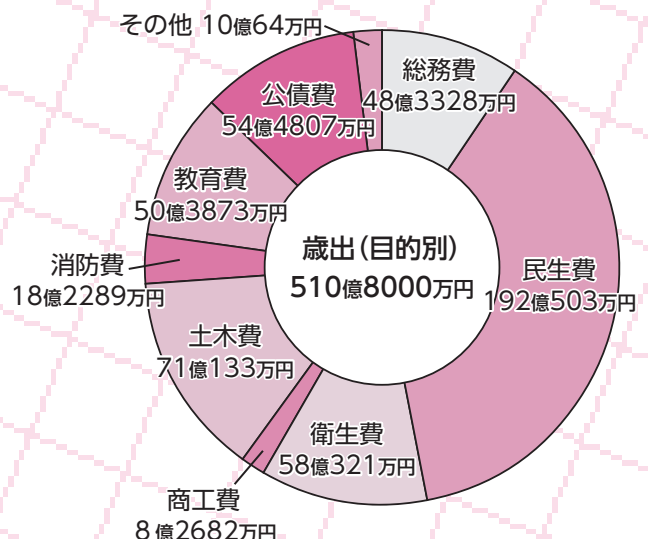 その他 10億64万円
総務費
48億3328万円
民生費
192億503万円
衛生費
58億321万円
商工費
8億2682万円
土木費
71億133万円
消防費
18億2289万円
教育費
50億3873万円
公債費
54億4807万円
歳出（目的別）
510億8000万円